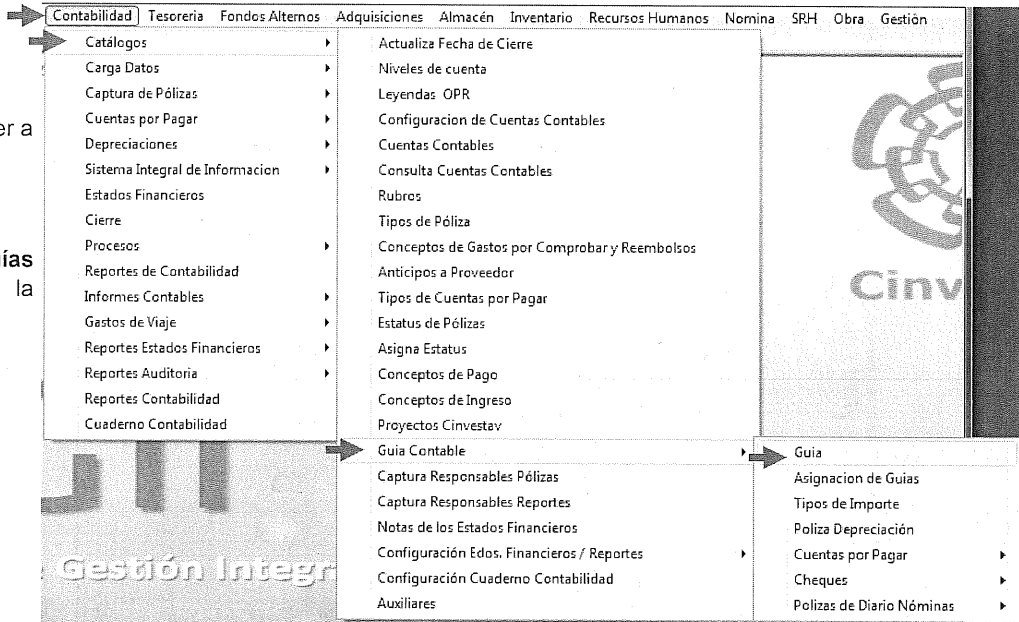 Contabilidad Tesoreria Fondos Alternos Adquisiciones Almacén Inventario Recursos Humanos Nomina SRH Obra Gestión
Catálogos
Carga Datos
Captura de Pólizas
Cuentas por Pagar
Depreciaciones
Sistema Integral de Informacion
Estados Financieros
Cierre
Procesos
Reportes de Contabilidad
Informes Contables
Gastos de Viaje
Reportes Estados Financieros
Reportes Auditoria
Reportes Contabilidad
Cuaderno Contabilidad
Actualiza Fecha de Cierre
Niveles de cuenta
Leyendas OPR
Configuracion de Cuentas Contables
Cuentas Contables
Consulta Cuentas Contables
Rubros
Tipos de Póliza
Conceptos de Gastos por Comprobar y Reembolsos
Anticipos a Proveedor
Tipos de Cuentas por Pagar
Estatus de Pólizas
Asigna Estatus
Conceptos de Pago
Conceptos de Ingreso
Proyectos Cinvestav
Guia Contable
Captura Responsables Pólizas
Captura Responsables Reportes
Notas de los Estados Financieros
Configuración Edos. Financieros / Reportes
Configuración Cuaderno Contabilidad
Auxiliares
Guia
Asignacion de Guias
Tipos de Importe
Poliza Depreciación
Cuentas por Pagar
Cheques
Polizas de Diario Nóminas
er a
ías
la
Cinv
Gestión Integr